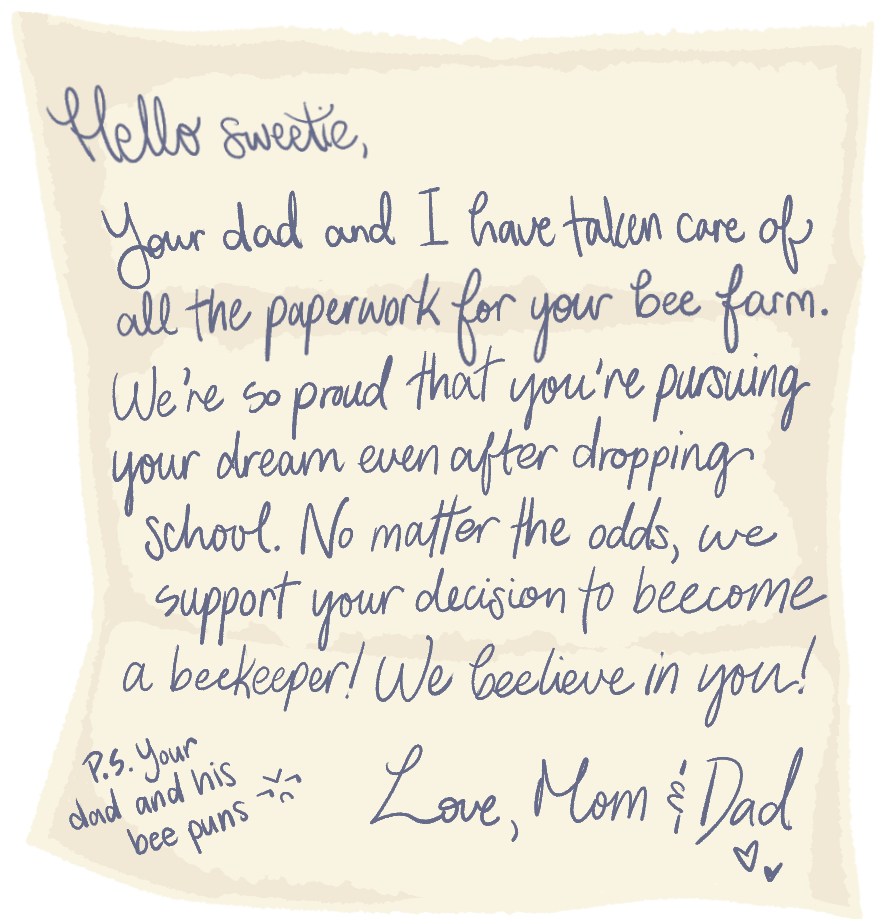 Hello sweetie,
Your dad and I have taken care of
all the paperwork for your bee farm.
We're so proud that you're pursuing
your dream even after dropping
school. No matter the odds, we
support your decision to beecome
a beekeeper! We beelieve in you!
P.S. Your
dad and his
bee puns
Love, Mom & Dad